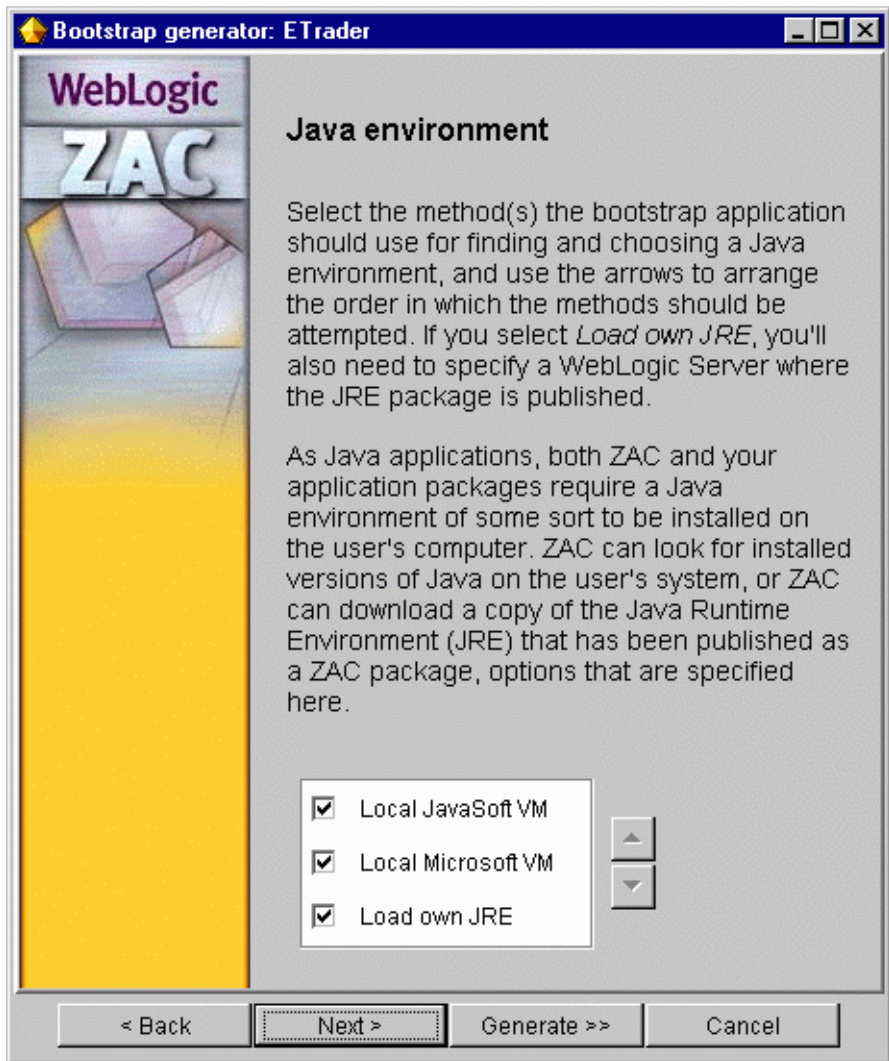 Bootstrap generator: ETrader
WebLogic
ZAC
Java environment
Select the method(s) the bootstrap application
should use for finding and choosing a Java
environment, and use the arrows to arrange
the order in which the methods should be
attempted. If you select Load own JRE, you'll
also need to specify a WebLogic Server where
the JRE package is published.
As Java applications, both ZAC and your
application packages require a Java
environment of some sort to be installed on
the user's computer. ZAC can look for installed
versions of Java on the user's system, or ZAC
can download a copy of the Java Runtime
Environment (JRE) that has been published as
a ZAC package, options that are specified
here.
Local JavaSoft VM
Local Microsoft VM
Load own JRE
< Back Next > Generate >> Cancel